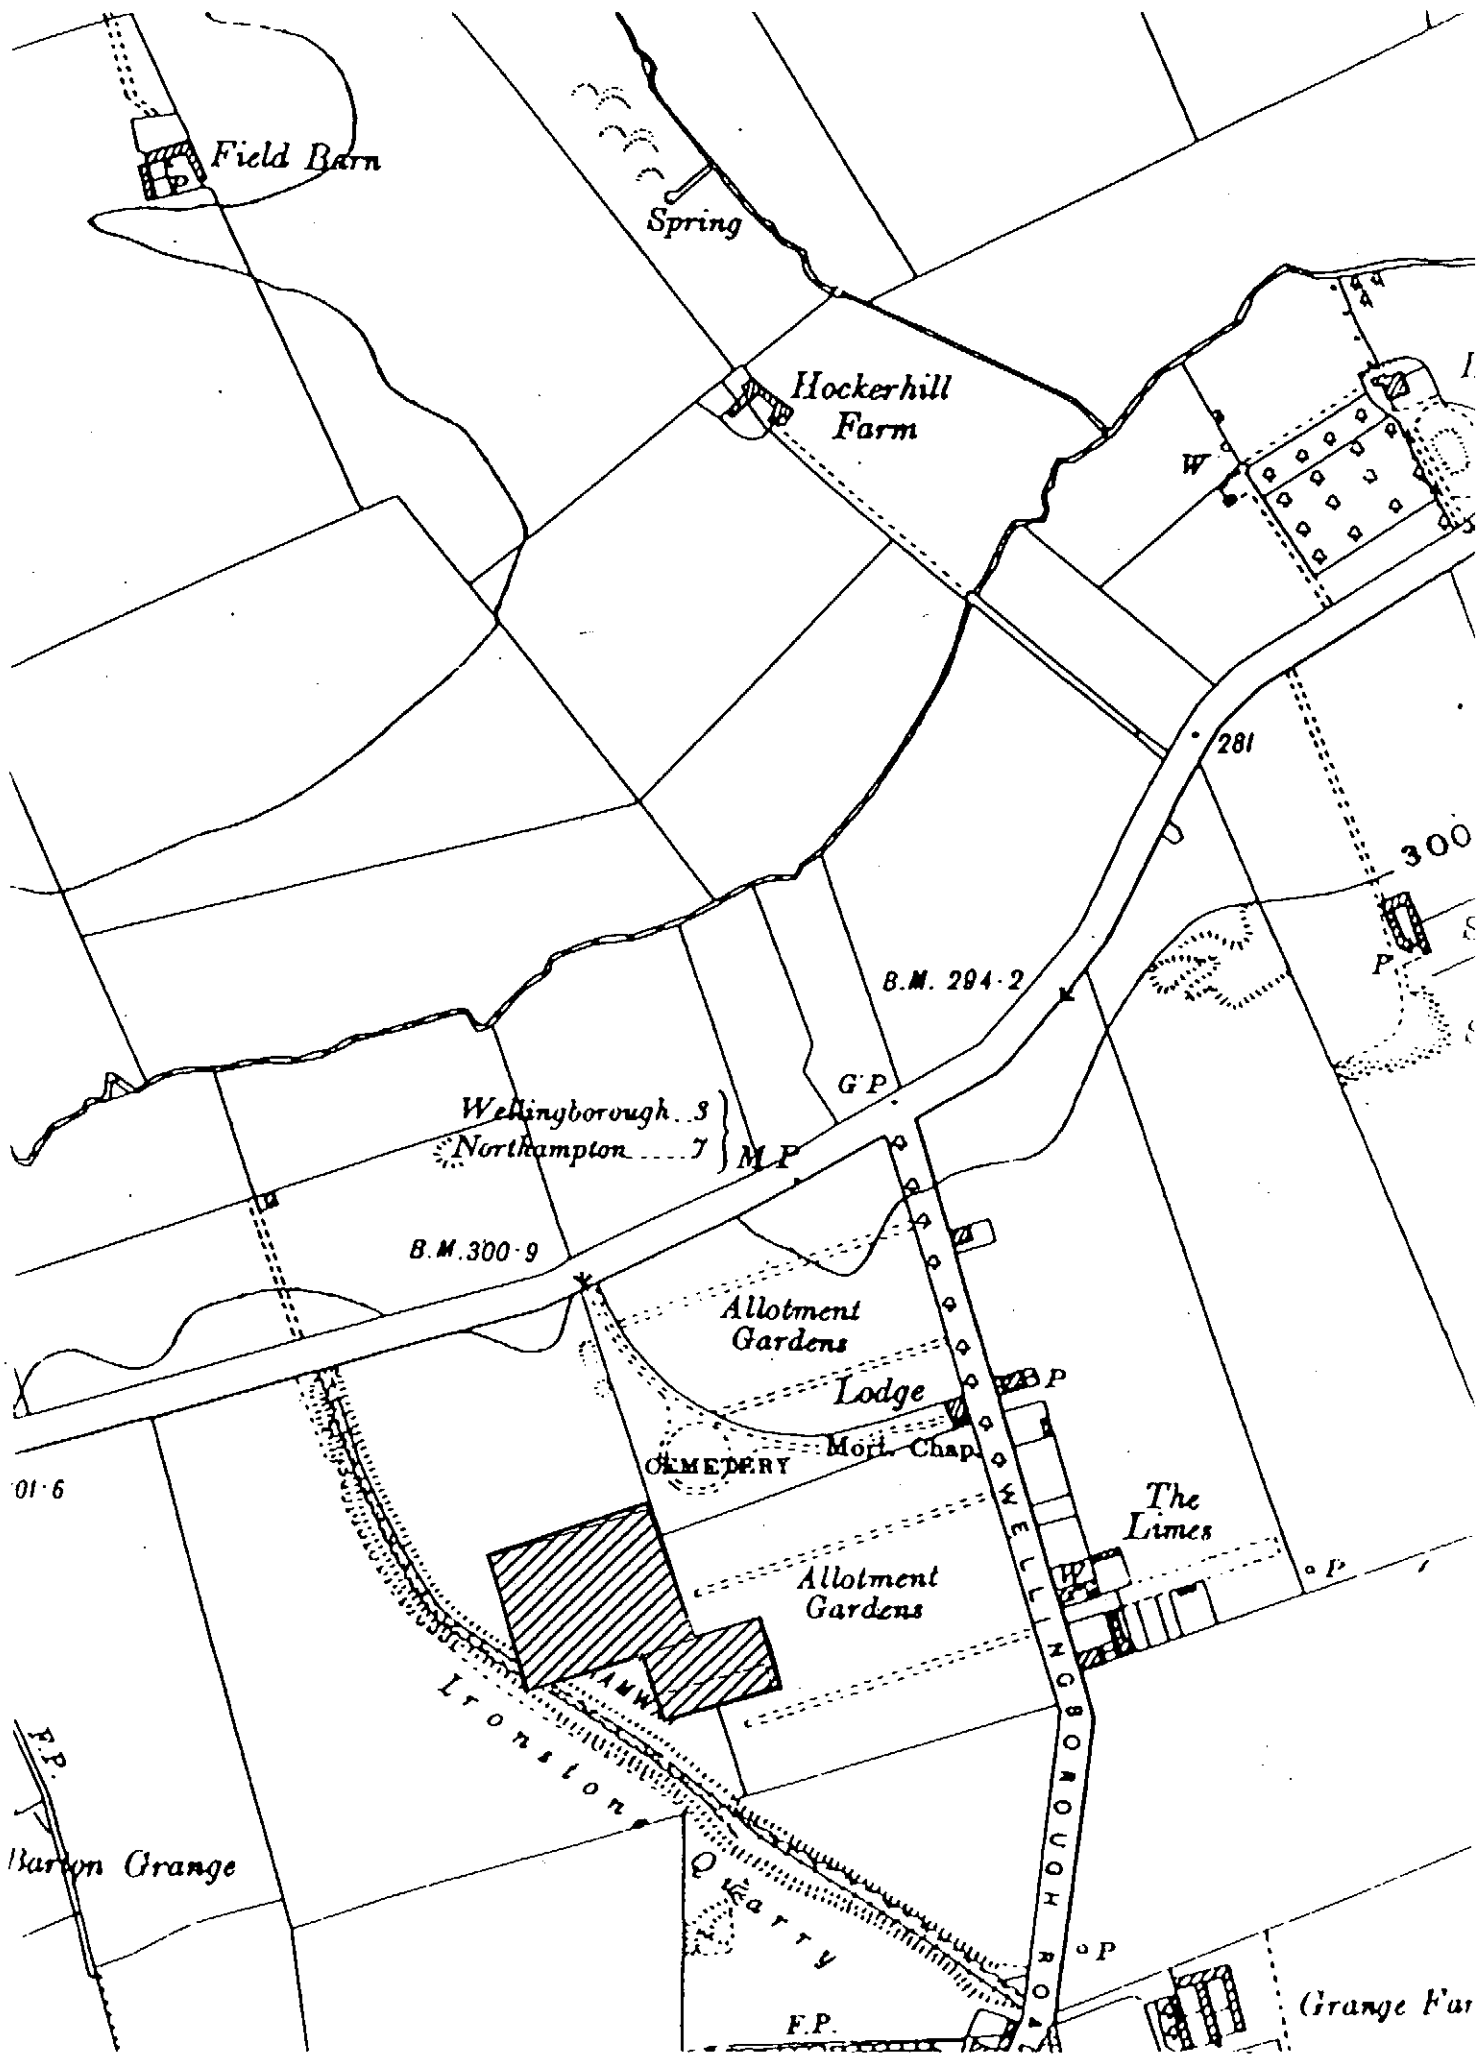 Field Barn
P
Spring
Hockerhill
Farm
W
281
300
P
B.M. 294·2
G P
Wellingborough..3
Northampton.....7
M P
B.M. 300·9
Allotment
Gardens
Lodge
P
Mort. Chap.
CEMETERY
01·6
The
Limes
W
P
Allotment
Gardens
WELLINGBOROUGH ROA
Ironstone
Quarry
F.P.
Barton Grange
P
F.P.
Grange Far